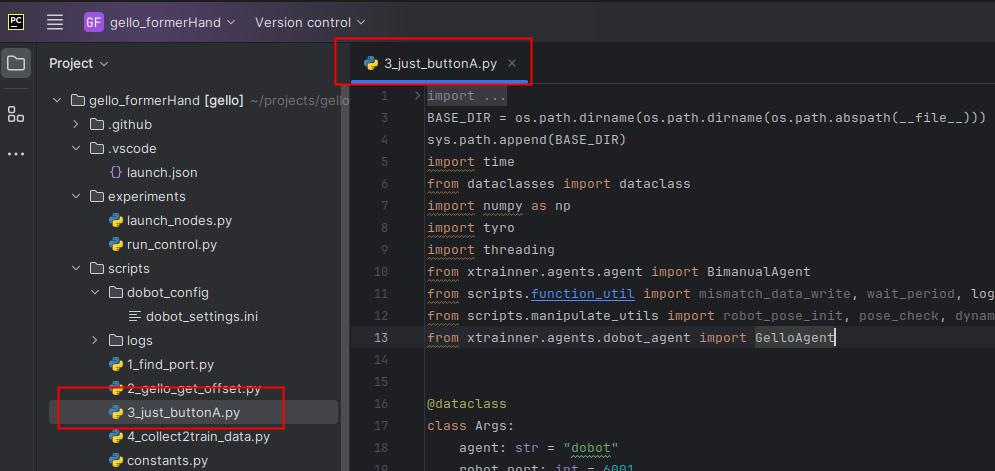 PC
GF gello_formerHand Version control
Project
gello_formerHand [gello] ~/projects/gello
.github
.vscode
{} launch.json
experiments
launch_nodes.py
run_control.py
scripts
dobot_config
dobot_settings.ini
logs
1_find_port.py
2_gello_get_offset.py
3_just_buttonA.py
4_collect2train_data.py
constants.py
3_just_buttonA.py
1 import ...
3 BASE_DIR = os.path.dirname(os.path.dirname(os.path.abspath(__file__)))
4 sys.path.append(BASE_DIR)
5 import time
6 from dataclasses import dataclass
7 import numpy as np
8 import tyro
9 import threading
10 from xtrainner.agents.agent import BimanualAgent
11 from scripts.function_util import mismatch_data_write, wait_period, log
12 from scripts.manipulate_utils import robot_pose_init, pose_check, dynam
13 from xtrainner.agents.dobot_agent import GelloAgent
14
15
16 @dataclass
17 class Args:
18 agent: str = "dobot"
19 robot_port: int = 6001